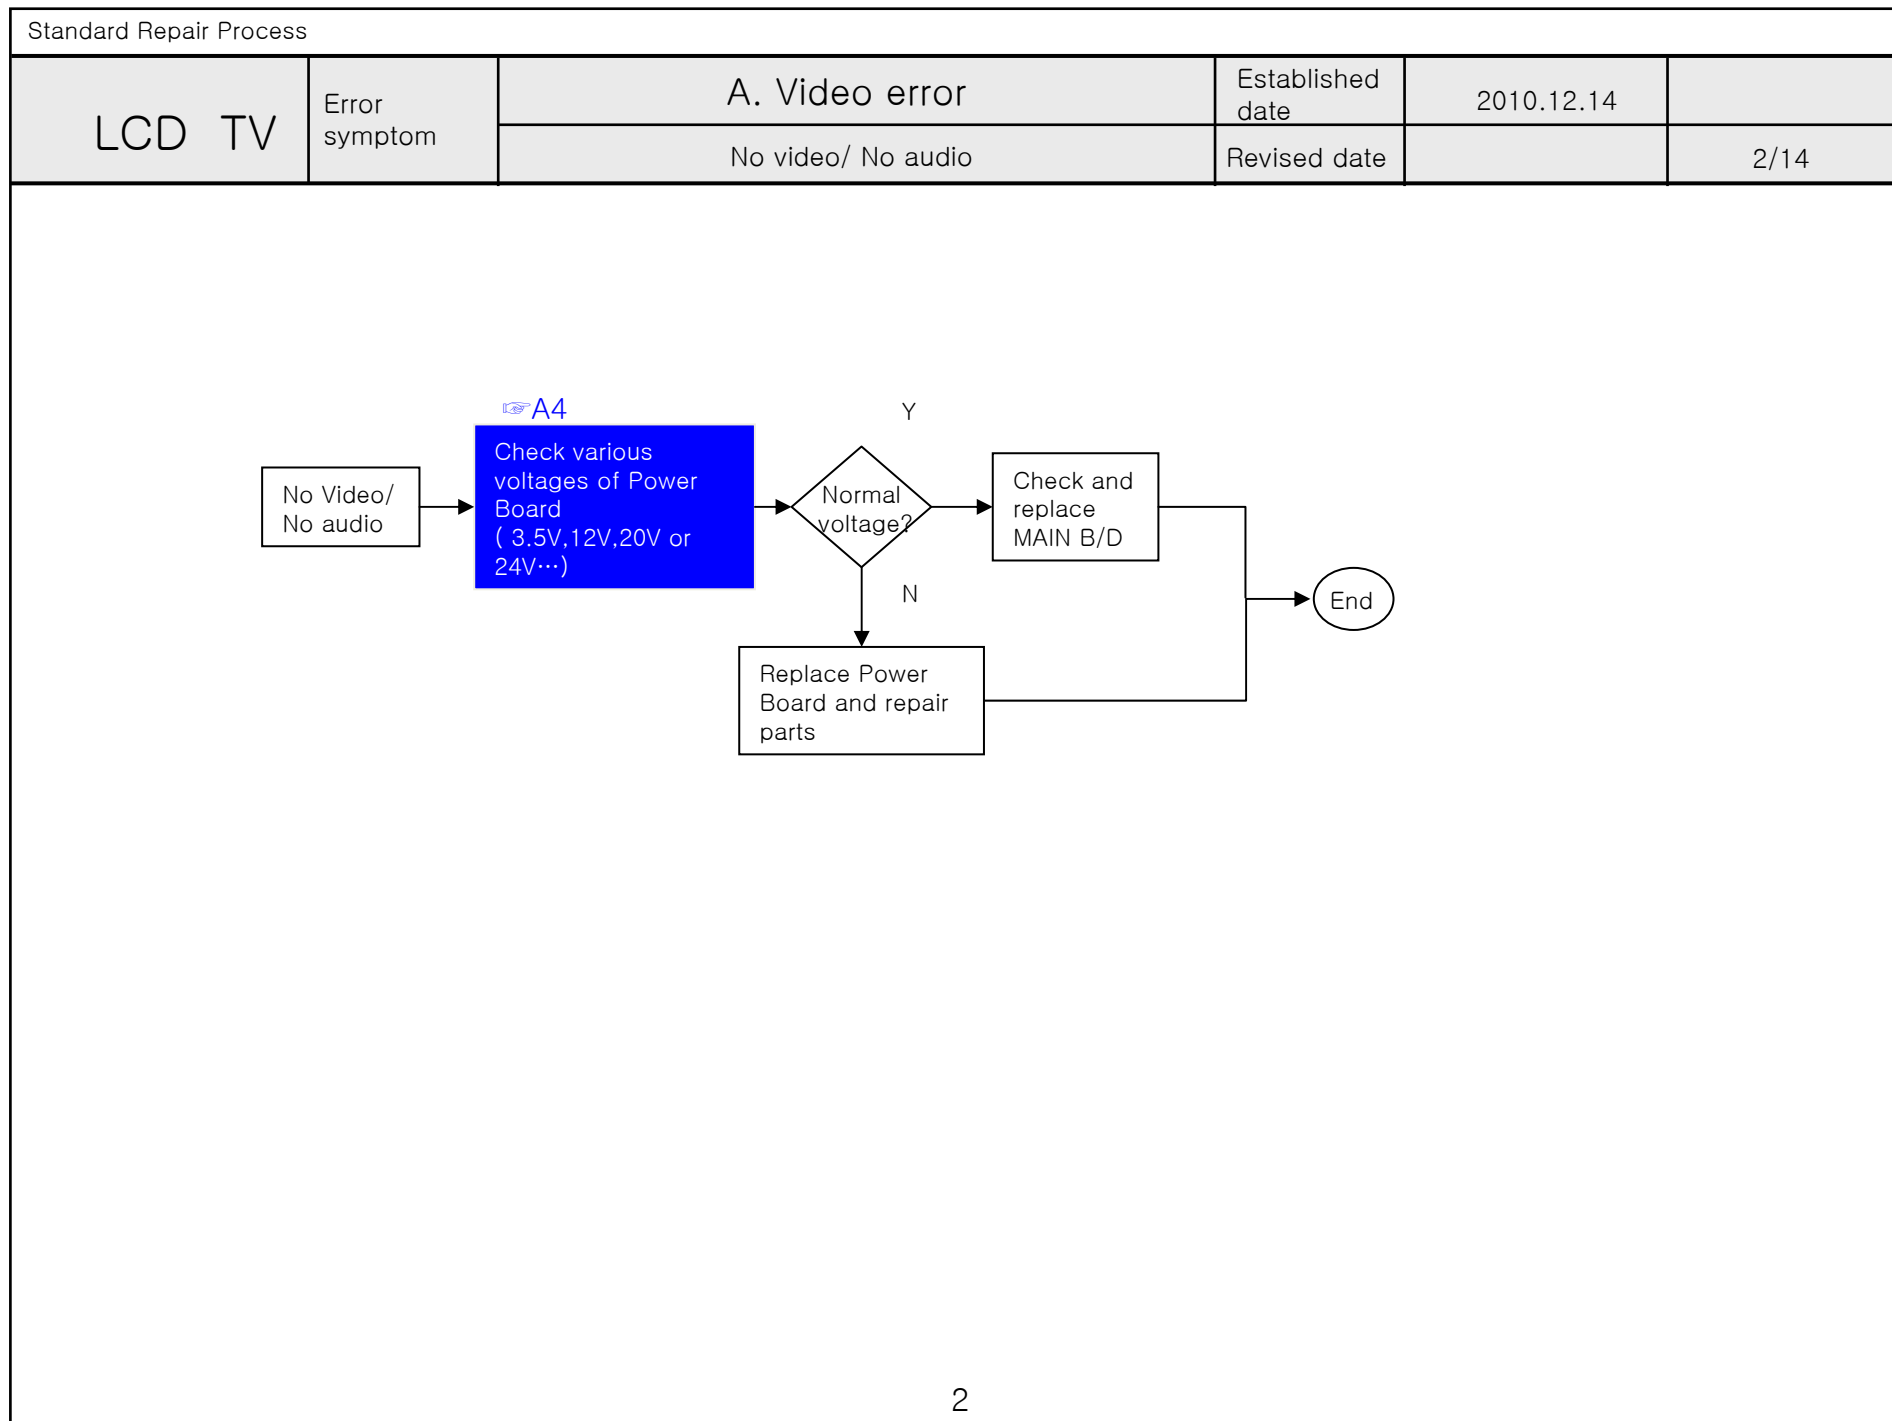 Standard Repair Process
LCD TV
Error
symptom
A. Video error
No video/ No audio
Established
date
2010.12.14
Revised date
2/14
☞A4
Y
No Video/
No audio
Check various
voltages of Power
Board
( 3.5V,12V,20V or
24V⋯)
Normal
voltage?
Check and
replace
MAIN B/D
N
End
Replace Power
Board and repair
parts
2